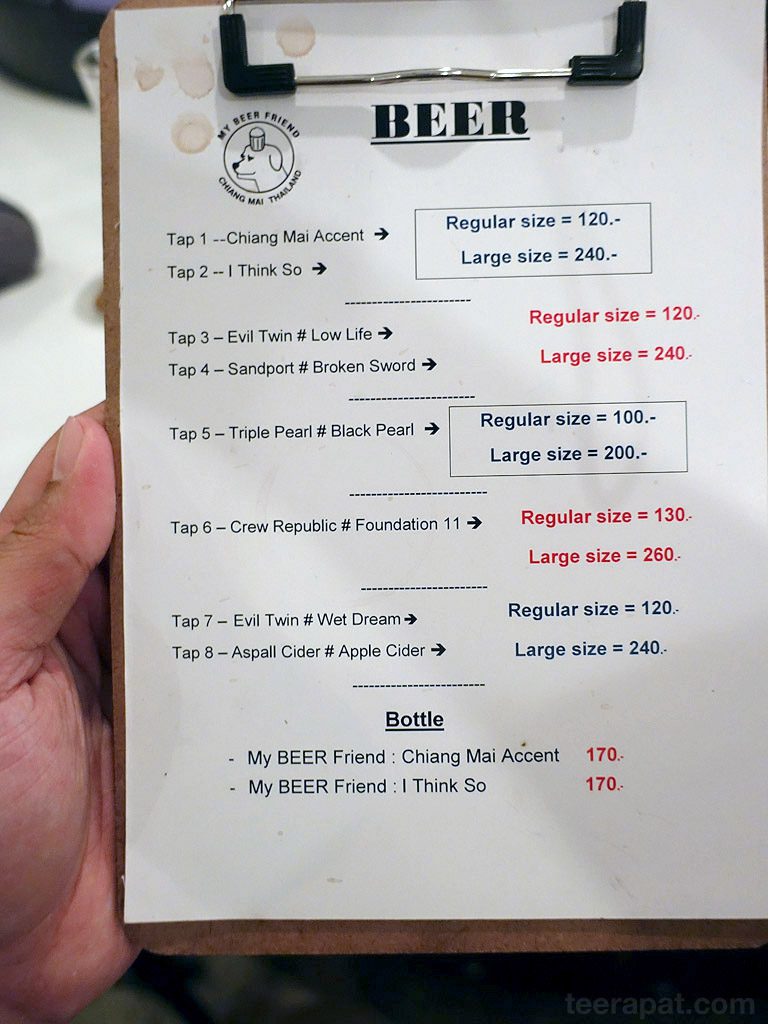 MY BEER FRIEND
CHIANG MAI THAILAND
BEER
Tap 1 --Chiang Mai Accent ➔ Regular size = 120.-
Tap 2 -- I Think So ➔ Large size = 240.-
-----------------------
Tap 3 – Evil Twin # Low Life ➔ Regular size = 120.-
Tap 4 – Sandport # Broken Sword ➔ Large size = 240.-
-----------------------
Tap 5 – Triple Pearl # Black Pearl ➔ Regular size = 100.-
Large size = 200.-
-------------------------
Tap 6 – Crew Republic # Foundation 11 ➔ Regular size = 130.-
Large size = 260.-
-----------------------
Tap 7 – Evil Twin # Wet Dream ➔ Regular size = 120.-
Tap 8 – Aspall Cider # Apple Cider ➔ Large size = 240.-
------------------------
Bottle
- My BEER Friend : Chiang Mai Accent 170.-
- My BEER Friend : I Think So 170.-
teerapat.com